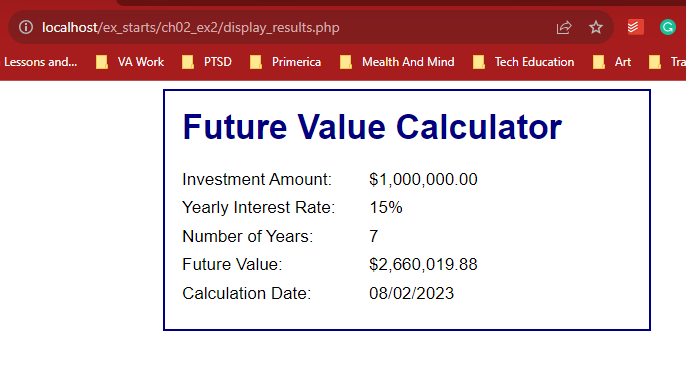 localhost/ex_starts/ch02_ex2/display_results.php
Lessons and... VA Work PTSD Primerica Mealth And Mind Tech Education Art Tra
Future Value Calculator
Investment Amount: $1,000,000.00
Yearly Interest Rate: 15%
Number of Years: 7
Future Value: $2,660,019.88
Calculation Date: 08/02/2023